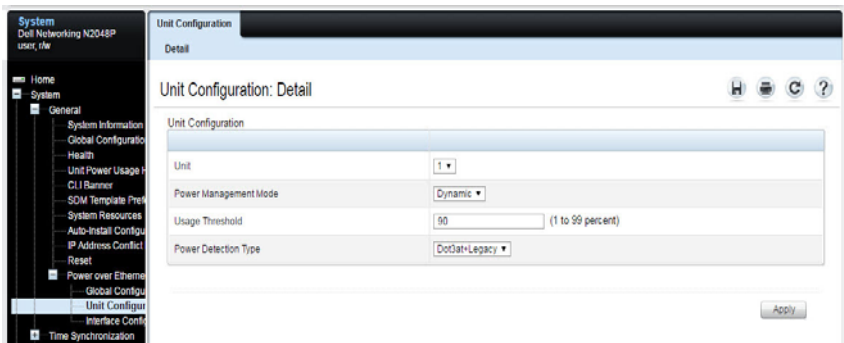 System
Dell Networking N2048P
user, r/w
Home
System
General
System Information
Global Configuratio
Health
Unit Power Usage H
CLI Banner
SDM Template Pref
System Resources
Auto-Install Configu
IP Address Conflict
Reset
Power over Etherne
Global Configu
Unit Configur
Interface Confi
Time Synchronization
Unit Configuration
Detail
Unit Configuration: Detail
Unit Configuration
Unit 1
Power Management Mode Dynamic
Usage Threshold 90 (1 to 99 percent)
Power Detection Type Dot3at+Legacy
Apply